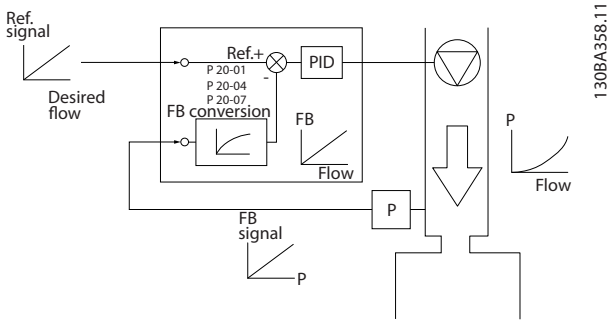 Ref.
signal
Desired
flow
Ref.+
-
P 20-01
P 20-04
P 20-07
FB conversion
PID
FB
Flow
P
FB
signal
P
P
Flow
130BA358.11